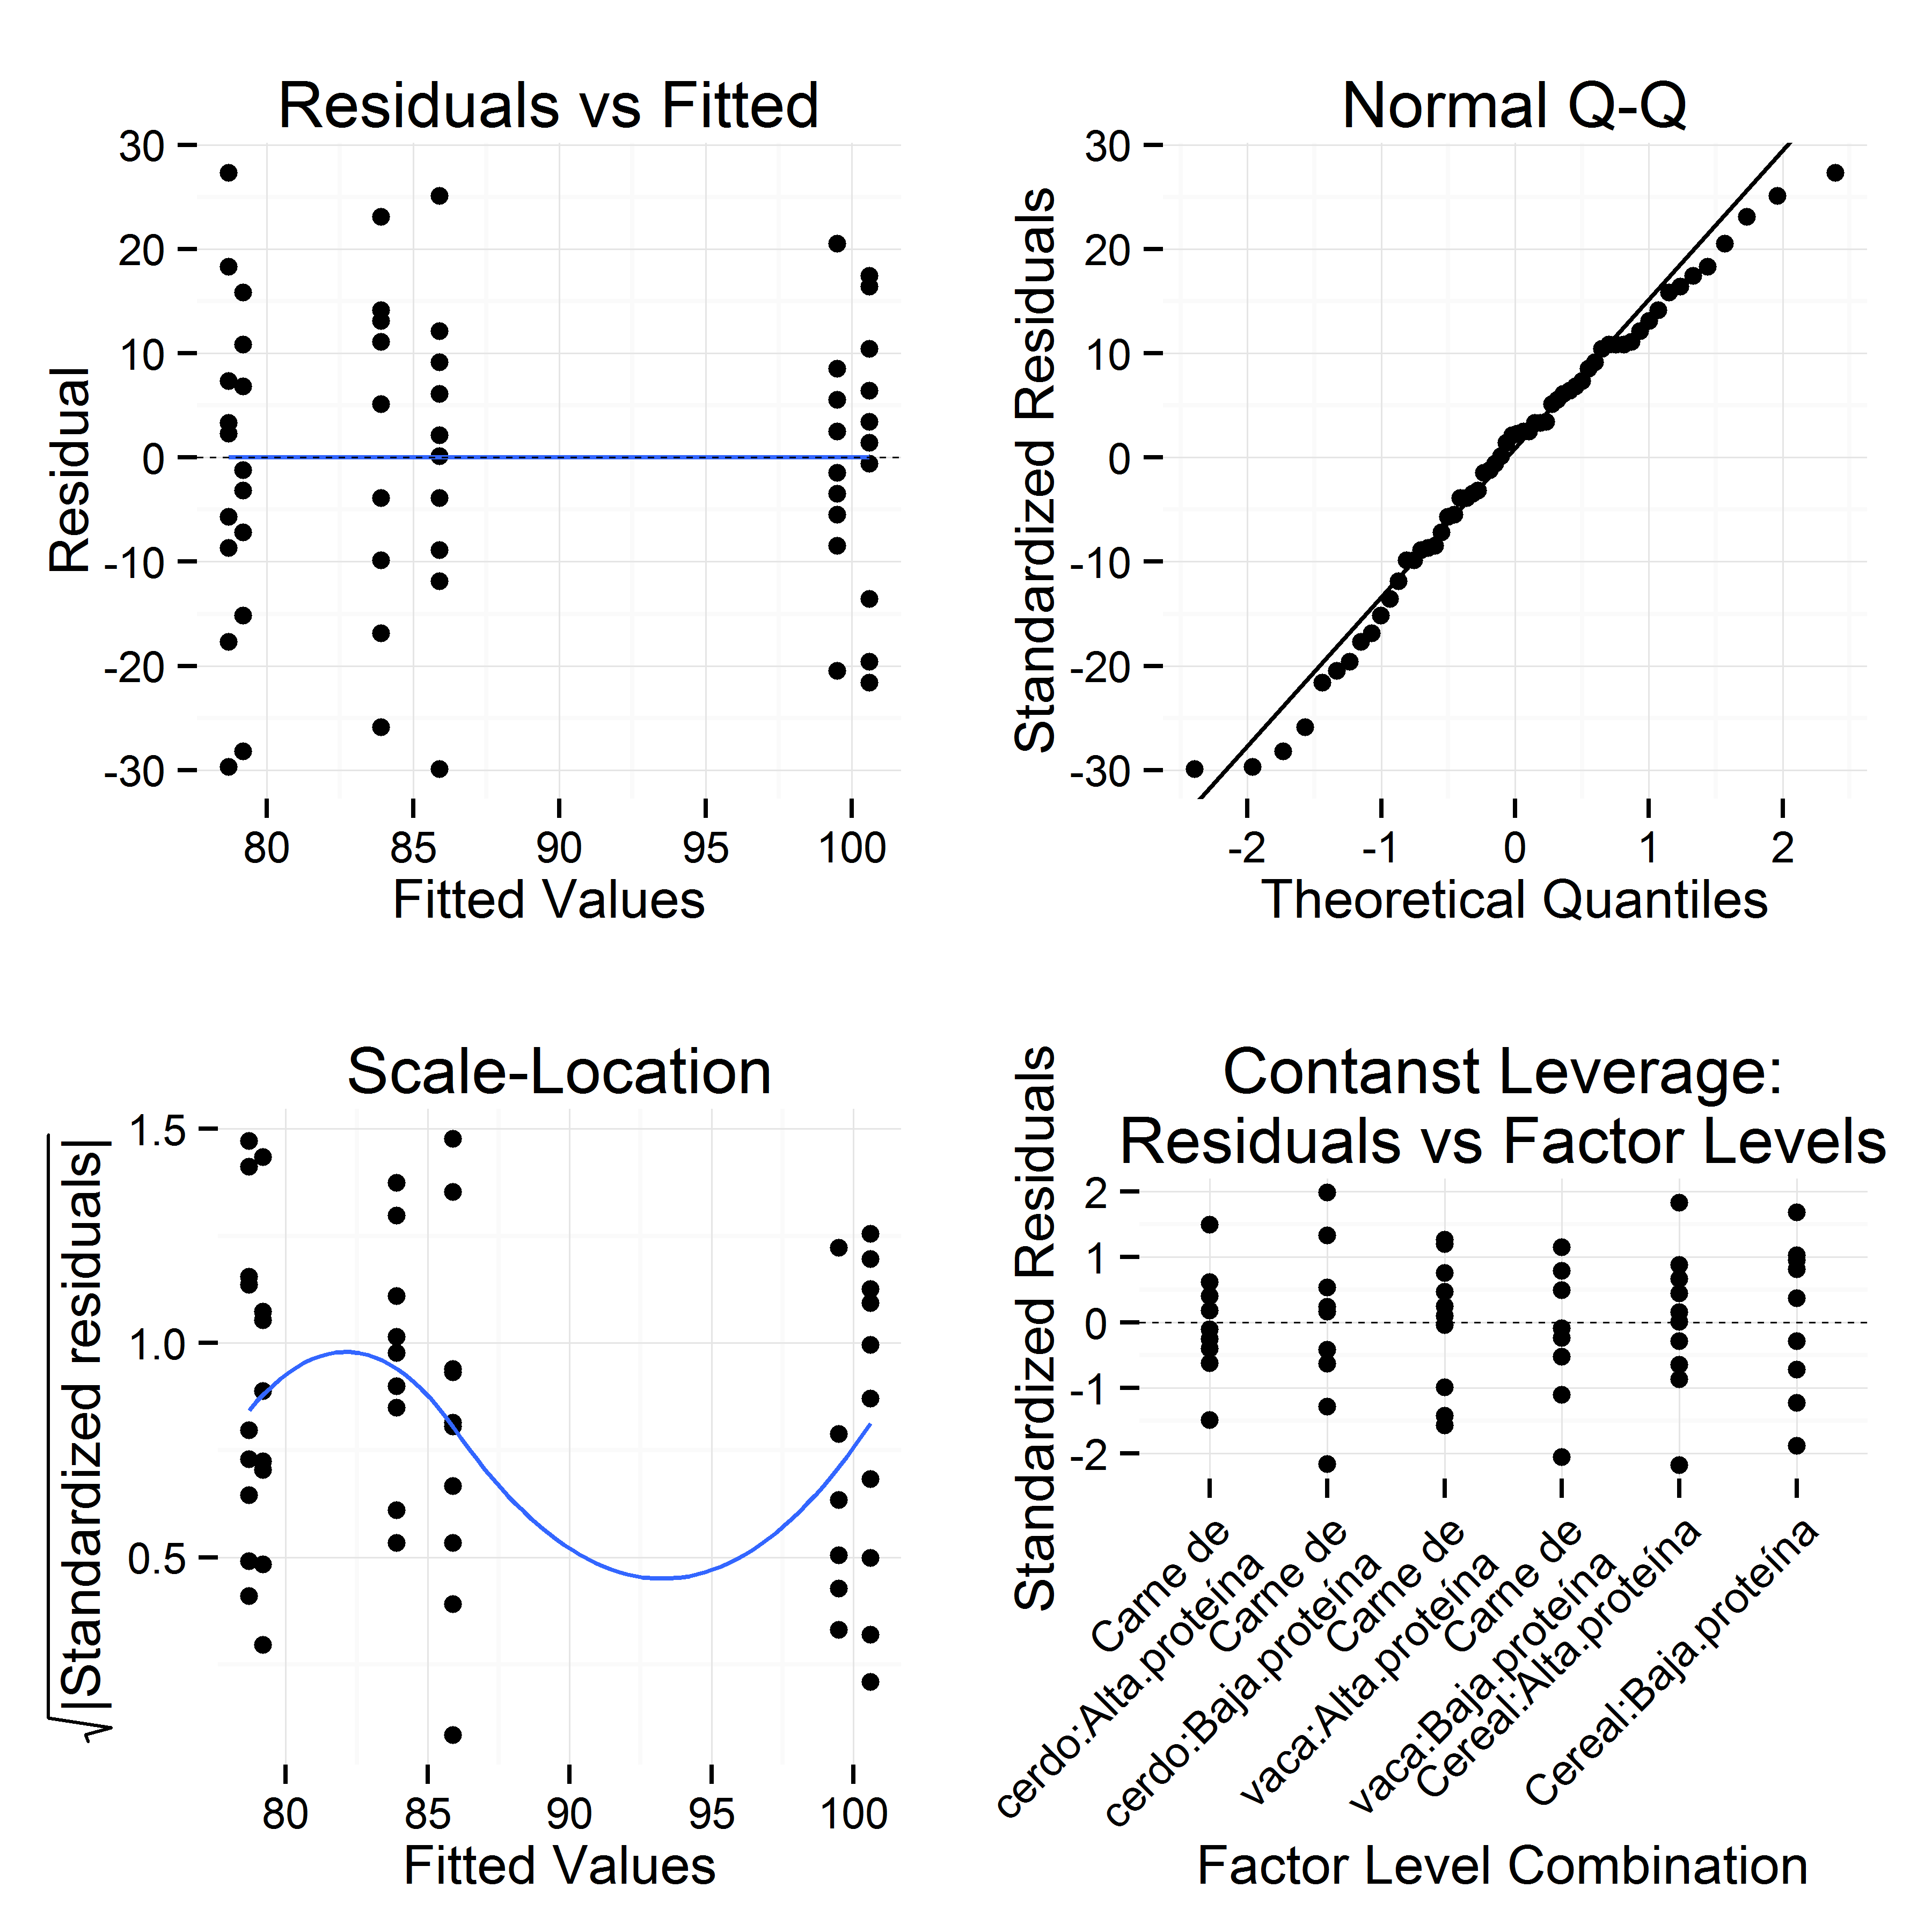 Residuals vs Fitted
30
20
10
0
-10
-20
-30
Residual
80 85 90 95 100
Fitted Values
Normal Q-Q
30
20
10
0
-10
-20
-30
Standardized Residuals
-2 -1 0 1 2
Theoretical Quantiles
Scale-Location
1.5
1.0
0.5
√|Standardized residuals|
80 85 90 95 100
Fitted Values
Contanst Leverage:
Residuals vs Factor Levels
2
1
0
-1
-2
Standardized Residuals
Carne de
cerdo:Alta.proteína
Carne de
cerdo:Baja.proteína
Carne de
vaca:Alta.proteína
Carne de
vaca:Baja.proteína
Cereal:Alta.proteína
Cereal:Baja.proteína
Factor Level Combination